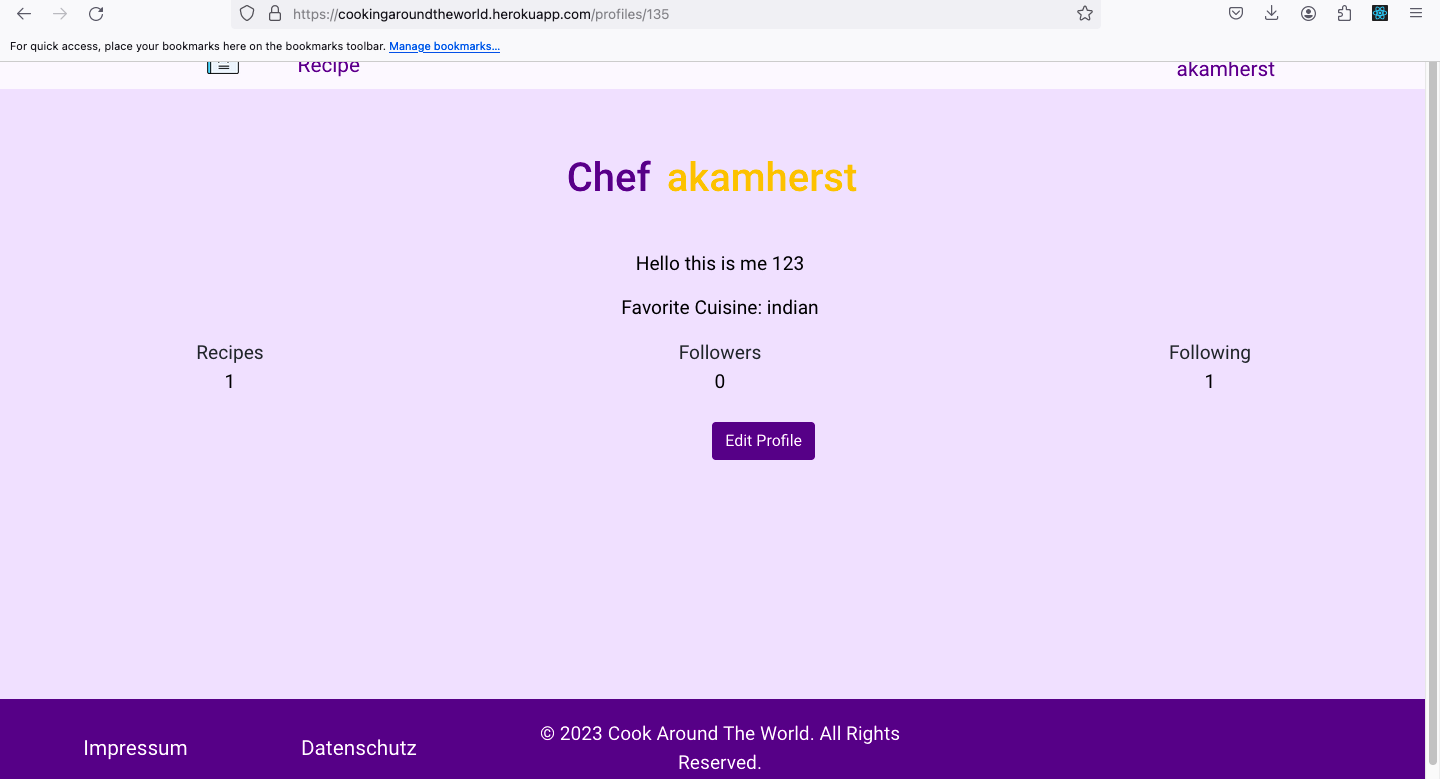 https://cookingaroundtheworld.herokuapp.com/profiles/135
For quick access, place your bookmarks here on the bookmarks toolbar. Manage bookmarks...
Recipe
akamherst
Chef akamherst
Hello this is me 123
Favorite Cuisine: indian
Recipes Followers Following
1 0 1
Edit Profile
Impressum Datenschutz © 2023 Cook Around The World. All Rights
Reserved.